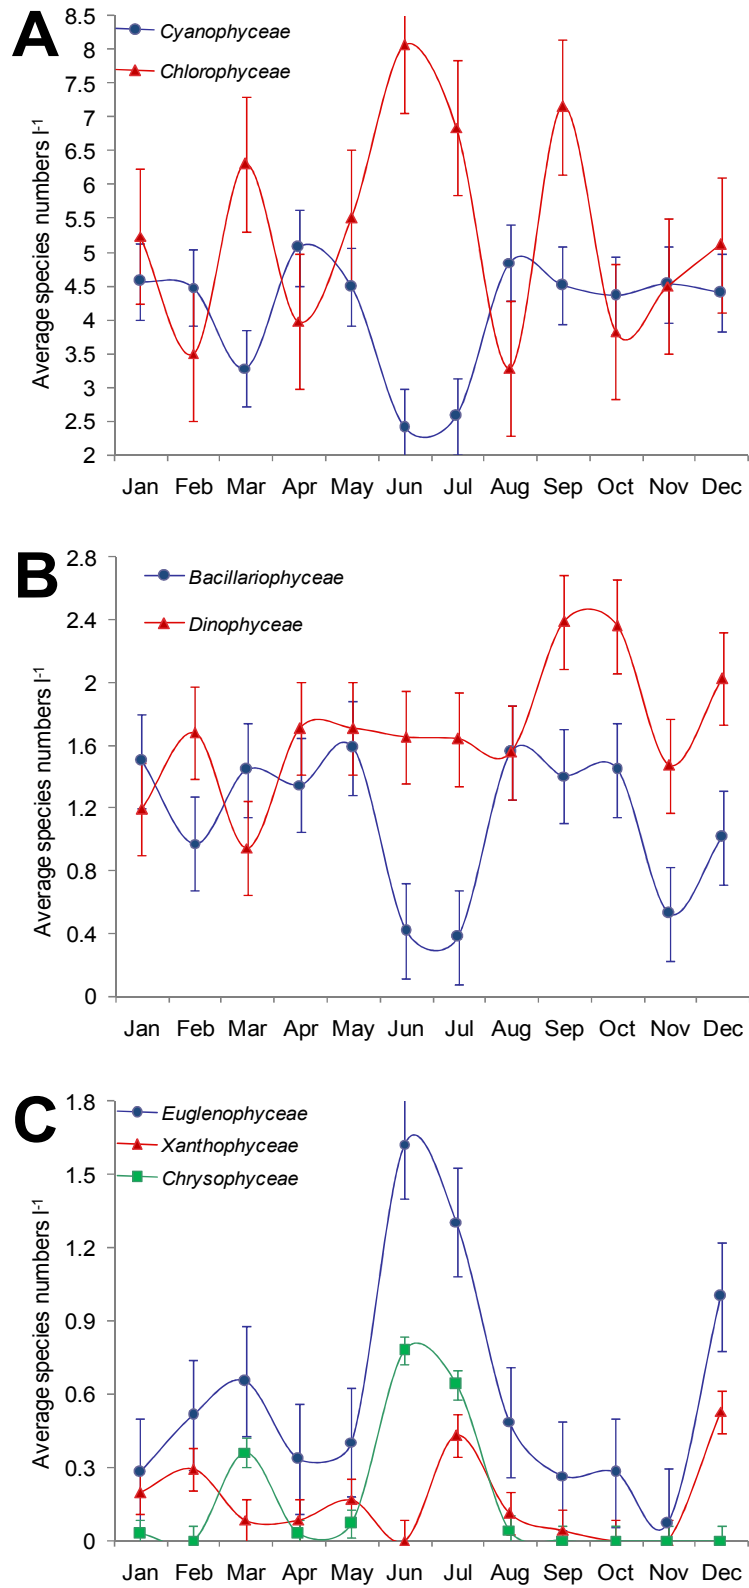 A
Cyanophyceae
Chlorophyceae
Average species numbers l-1
8.5
8
7.5
7
6.5
6
5.5
5
4.5
4
3.5
3
2.5
2
Jan Feb Mar Apr May Jun Jul Aug Sep Oct Nov Dec
B
Bacillariophyceae
Dinophyceae
Average species numbers l-1
2.8
2.4
2
1.6
1.2
0.8
0.4
0
Jan Feb Mar Apr May Jun Jul Aug Sep Oct Nov Dec
C
Euglenophyceae
Xanthophyceae
Chrysophyceae
Average species numbers l-1
1.8
1.5
1.2
0.9
0.6
0.3
0
Jan Feb Mar Apr May Jun Jul Aug Sep Oct Nov Dec